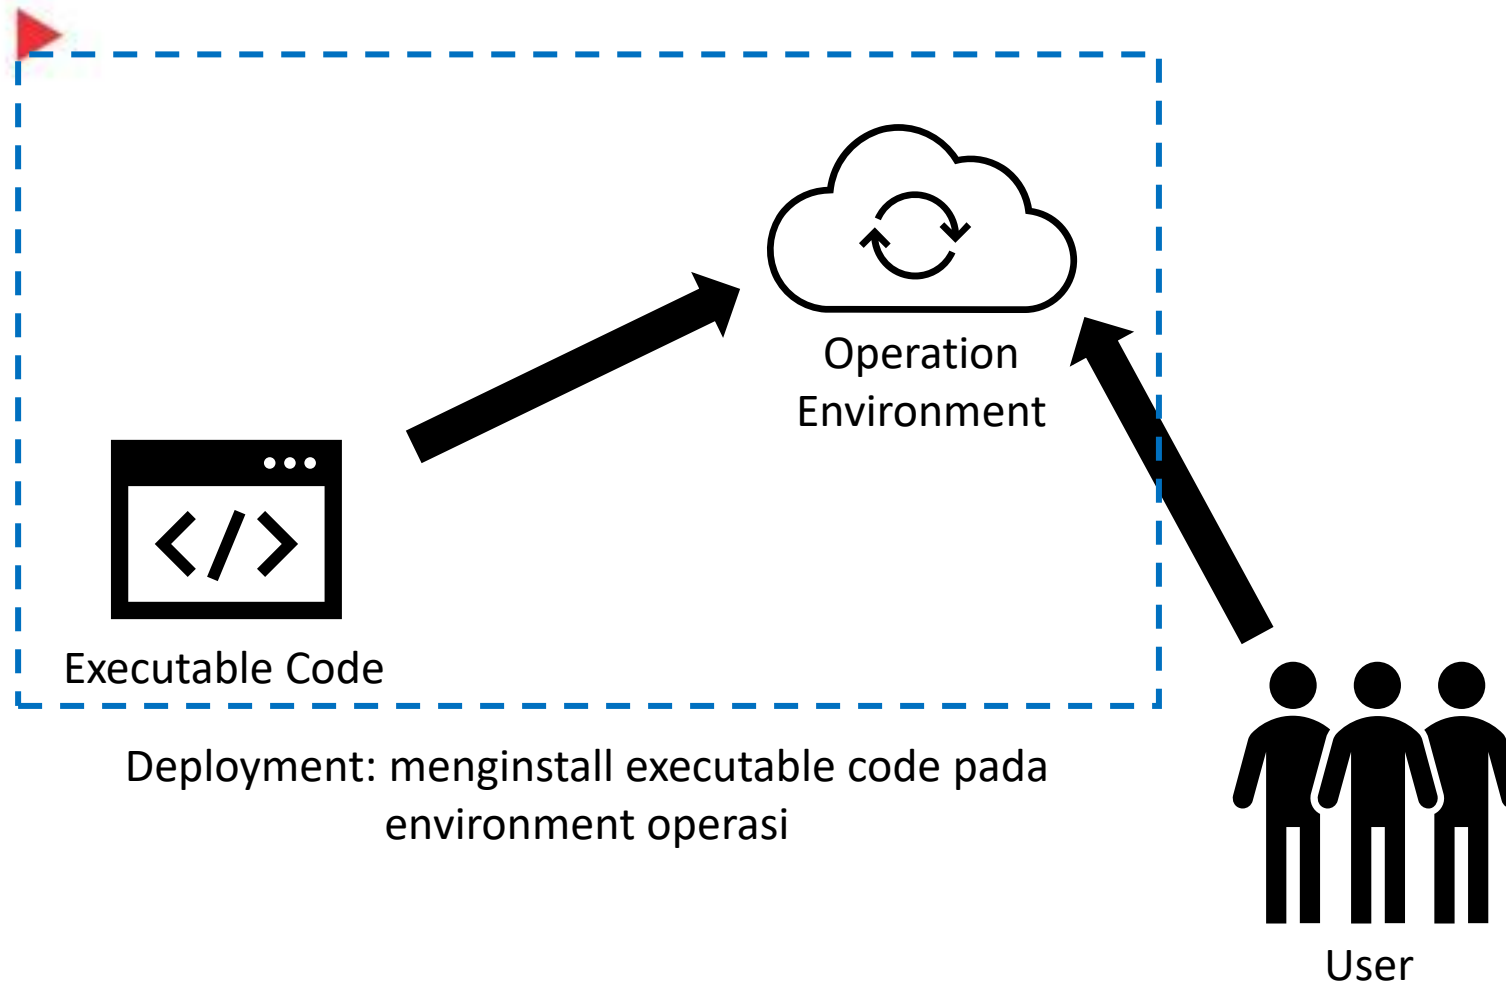 Operation
Environment
</>
Executable Code
Deployment: menginstall executable code pada
environment operasi
User